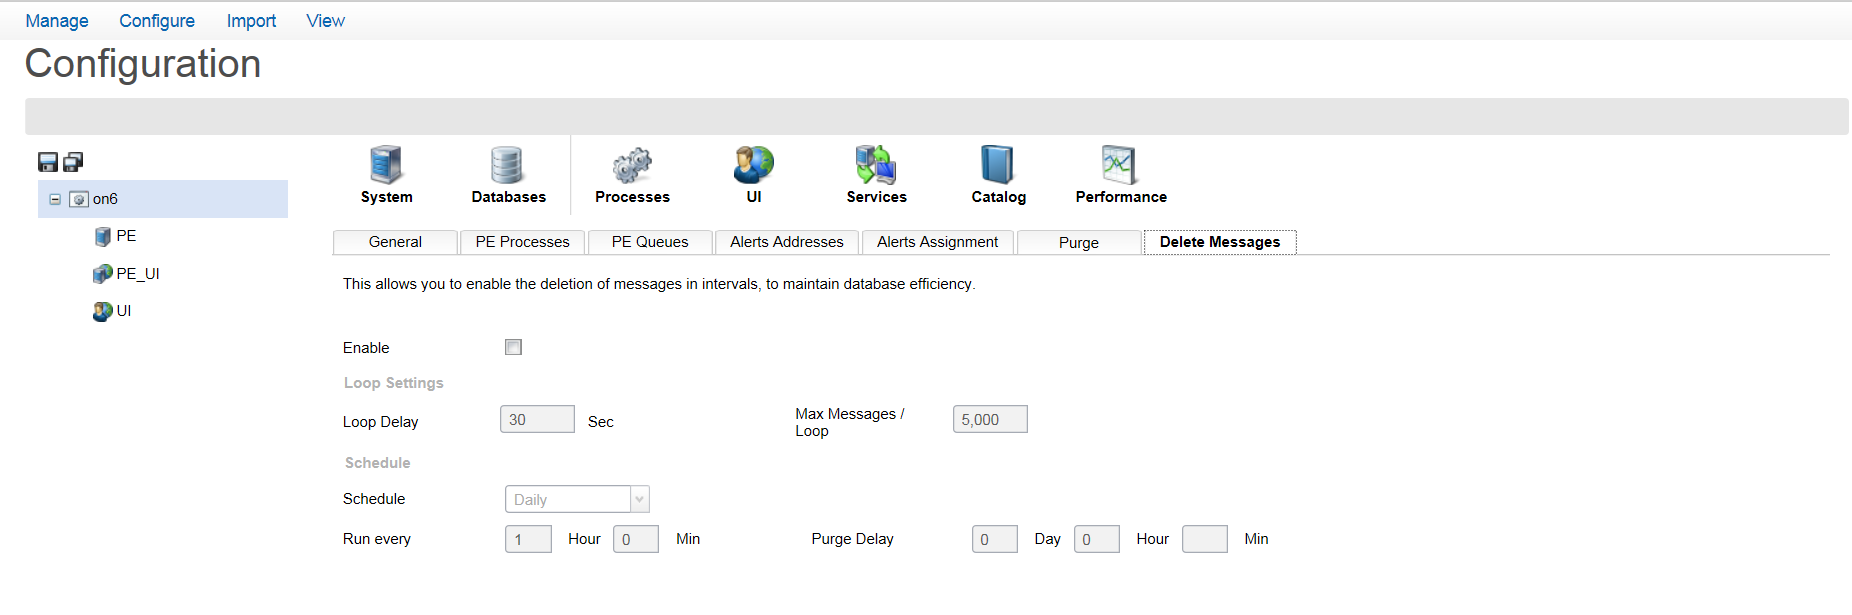 Manage Configure Import View
Configuration
System Databases Processes UI Services Catalog Performance
on6
PE
PE_UI
UI
General PE Processes PE Queues Alerts Addresses Alerts Assignment Purge Delete Messages
This allows you to enable the deletion of messages in intervals, to maintain database efficiency.
Enable
Loop Settings
Loop Delay 30 Sec Max Messages /
Loop 5,000
Schedule
Schedule Daily
Run every 1 Hour 0 Min Purge Delay 0 Day 0 Hour Min